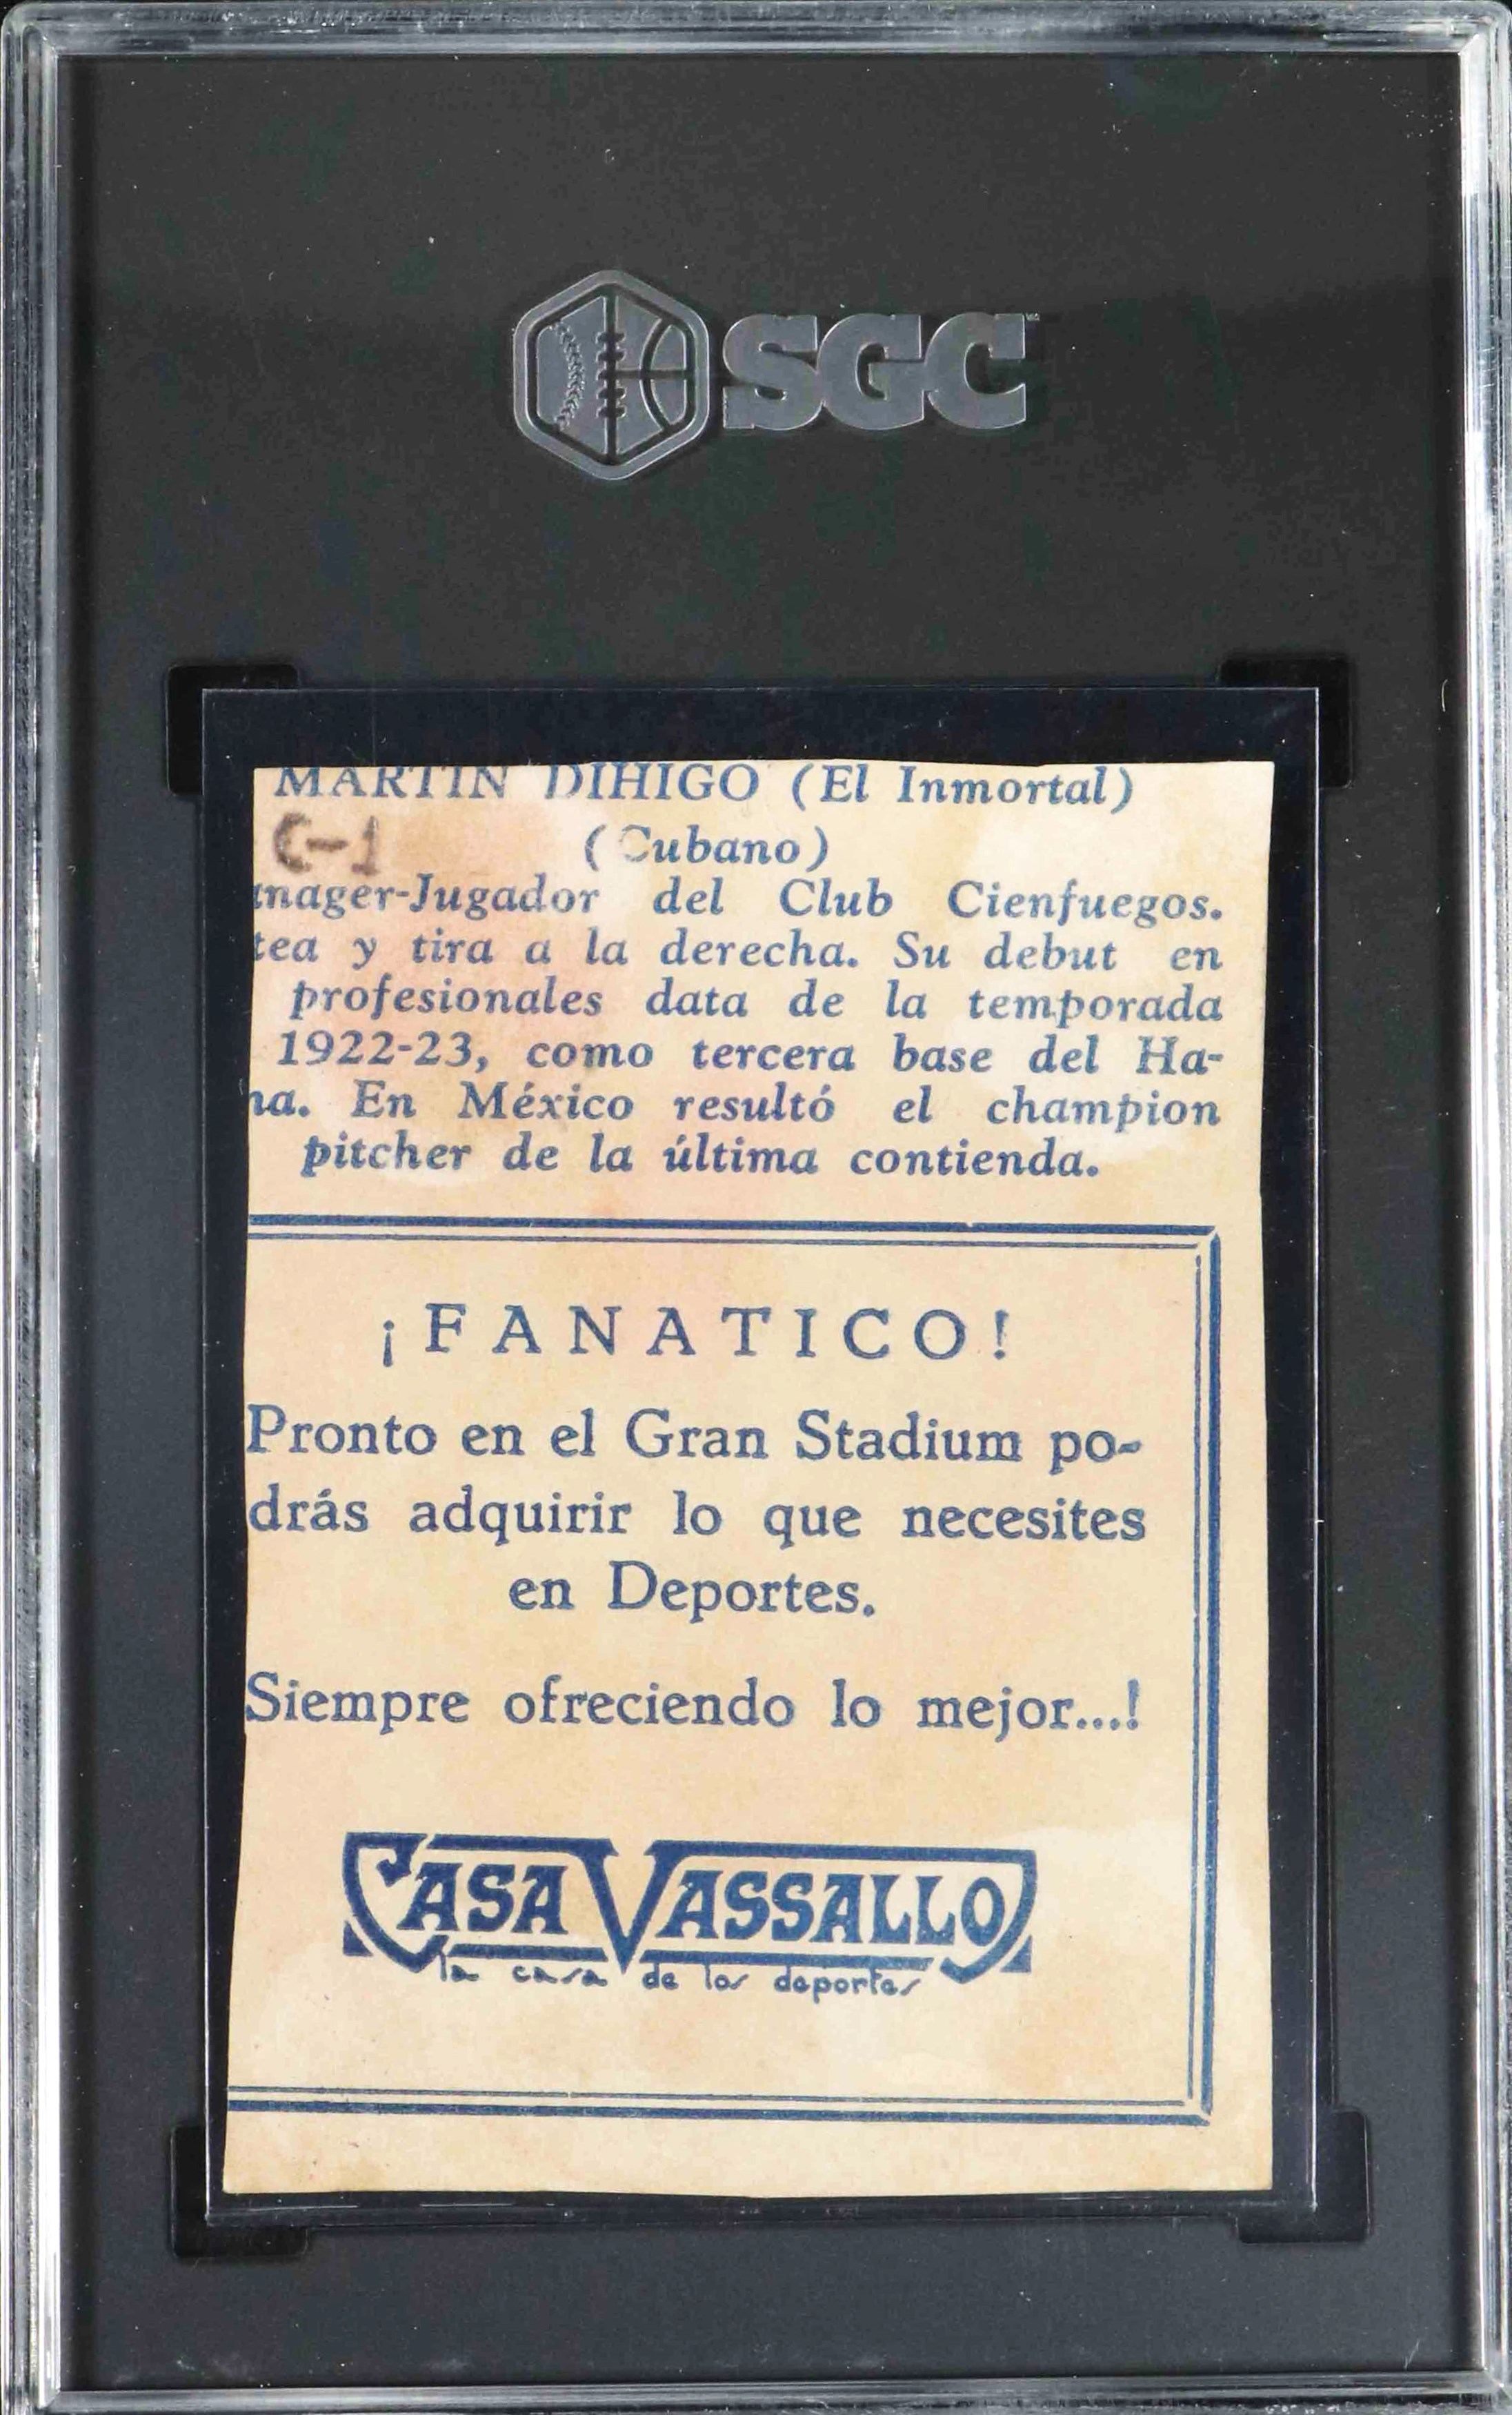 SGC
MARTIN DIHIGO (El Inmortal)
C-1 (Cubano)
anager-Jugador del Club Cienfuegos.
tea y tira a la derecha. Su debut en
profesionales data de la temporada
1922-23, como tercera base del Ha-
na. En México resultó el champion
pitcher de la última contienda.
¡FANATICO!
Pronto en el Gran Stadium po-
drás adquirir lo que necesites
en Deportes.
Siempre ofreciendo lo mejor...!
CASA VASSALLO
la casa de los deportes